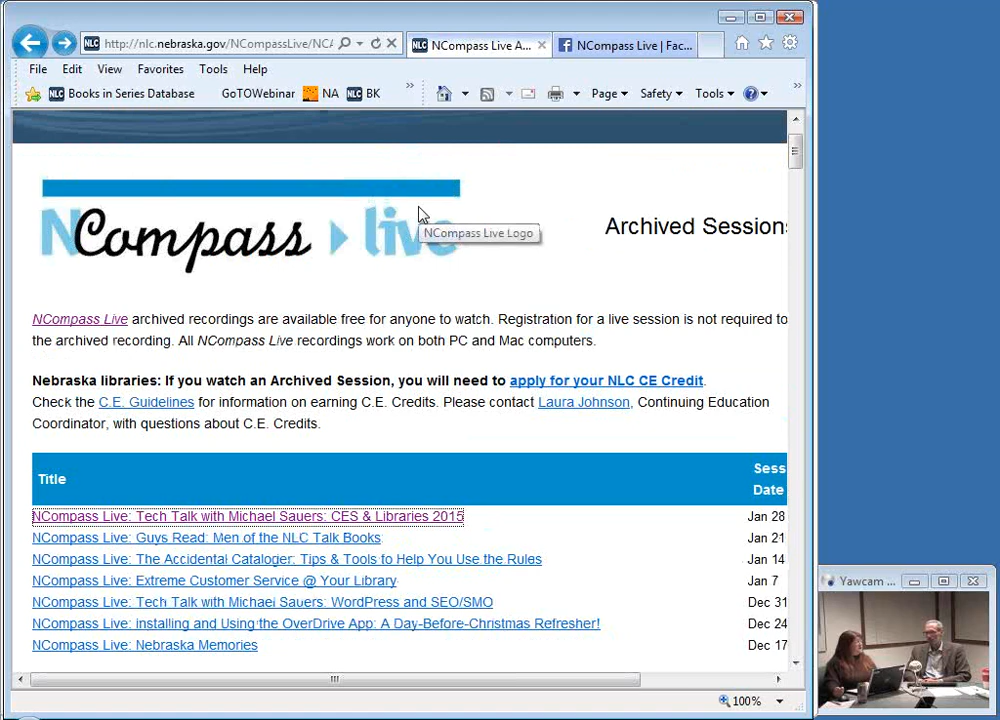 http://nlc.nebraska.gov/NCompassLive/NCA
NLC NCompass Live A...
NCompass Live | Fac...
File Edit View Favorites Tools Help
NLC Books in Series Database GoTOWebinar NA NLC BK
Page Safety Tools
NCompass live
NCompass Live Logo
Archived Sessions
NCompass Live archived recordings are available free for anyone to watch. Registration for a live session is not required to
the archived recording. All NCompass Live recordings work on both PC and Mac computers.
Nebraska libraries: If you watch an Archived Session, you will need to apply for your NLC CE Credit.
Check the C.E. Guidelines for information on earning C.E. Credits. Please contact Laura Johnson, Continuing Education
Coordinator, with questions about C.E. Credits.
Title Sess
Date
NCompass Live: Tech Talk with Michael Sauers: CES & Libraries 2015 Jan 28
NCompass Live: Guys Read: Men of the NLC Talk Books Jan 21
NCompass Live: The Accidental Cataloger: Tips & Tools to Help You Use the Rules Jan 14
NCompass Live: Extreme Customer Service @ Your Library Jan 7
NCompass Live: Tech Talk with Michael Sauers: WordPress and SEO/SMO Dec 31
NCompass Live: Installing and Using the OverDrive App: A Day-Before-Christmas Refresher! Dec 24
NCompass Live: Nebraska Memories Dec 17
100%
Yawcam ...